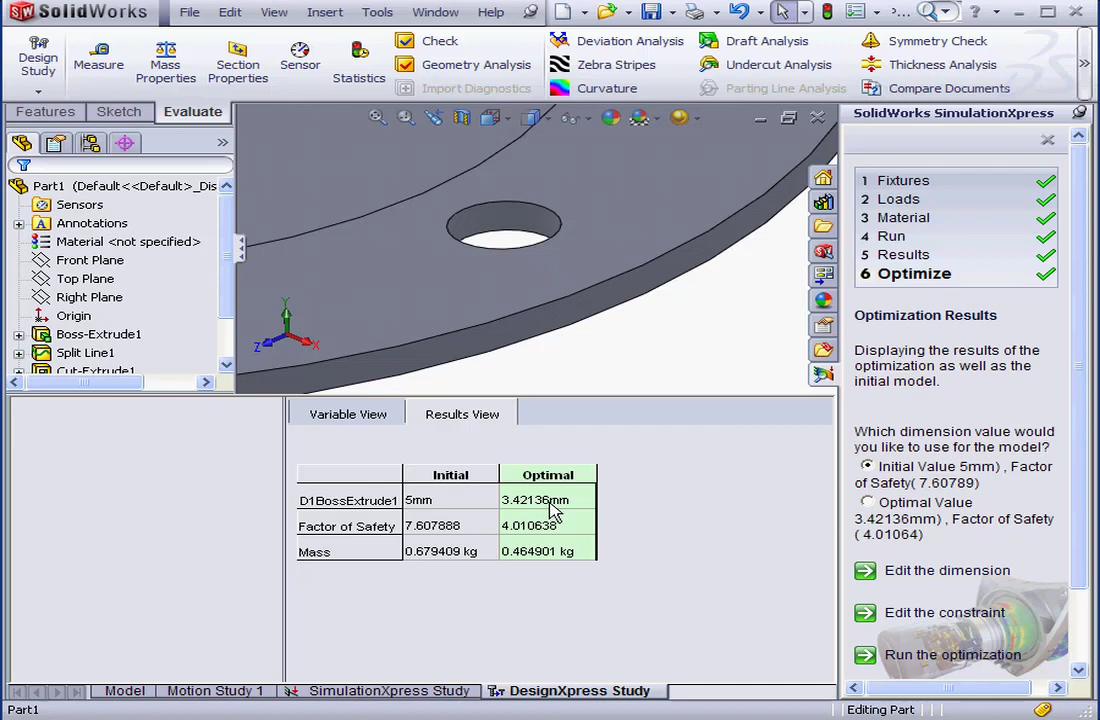 SolidWorks File Edit View Insert Tools Window Help
Design Study
Measure
Mass Properties
Section Properties
Sensor
Statistics
Check
Geometry Analysis
Import Diagnostics
Deviation Analysis
Zebra Stripes
Curvature
Draft Analysis
Undercut Analysis
Parting Line Analysis
Symmetry Check
Thickness Analysis
Compare Documents
Features Sketch Evaluate
Part1 (Default<<Default>_Dis
Sensors
Annotations
Material <not specified>
Front Plane
Top Plane
Right Plane
Origin
Boss-Extrude1
Split Line1
Cut-Extrude1
Y
Z X
SolidWorks SimulationXpress
1 Fixtures
2 Loads
3 Material
4 Run
5 Results
6 Optimize
Optimization Results
Displaying the results of the
optimization as well as the
initial model.
Which dimension value would
you like to use for the model?
Initial Value 5mm) , Factor
of Safety( 7.60789)
Optimal Value
3.42136mm) , Factor of Safety
( 4.01064)
Edit the dimension
Edit the constraint
Run the optimization
Variable View Results View
Initial Optimal
D1BossExtrude1 5mm 3.42136mm
Factor of Safety 7.607888 4.010638
Mass 0.679409 kg 0.464901 kg
Model Motion Study 1 SimulationXpress Study DesignXpress Study
Part1 Editing Part